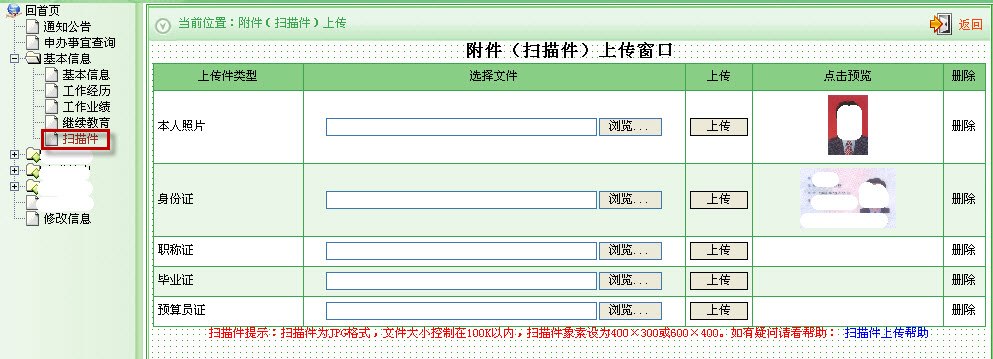 回首页
通知公告
申办事宜查询
基本信息
基本信息
工作经历
工作业绩
继续教育
扫描件
修改信息
当前位置：附件（扫描件）上传
返回
附件（扫描件）上传窗口
上传件类型 选择文件 上传 点击预览 删除
本人照片 浏览... 上传 删除
身份证 浏览... 上传 删除
职称证 浏览... 上传 删除
毕业证 浏览... 上传 删除
预算员证 浏览... 上传 删除
扫描件提示：扫描件为JPG格式，文件大小控制在100K以内，扫描件象素设为400×300或600×400。如有疑问请看帮助： 扫描件上传帮助